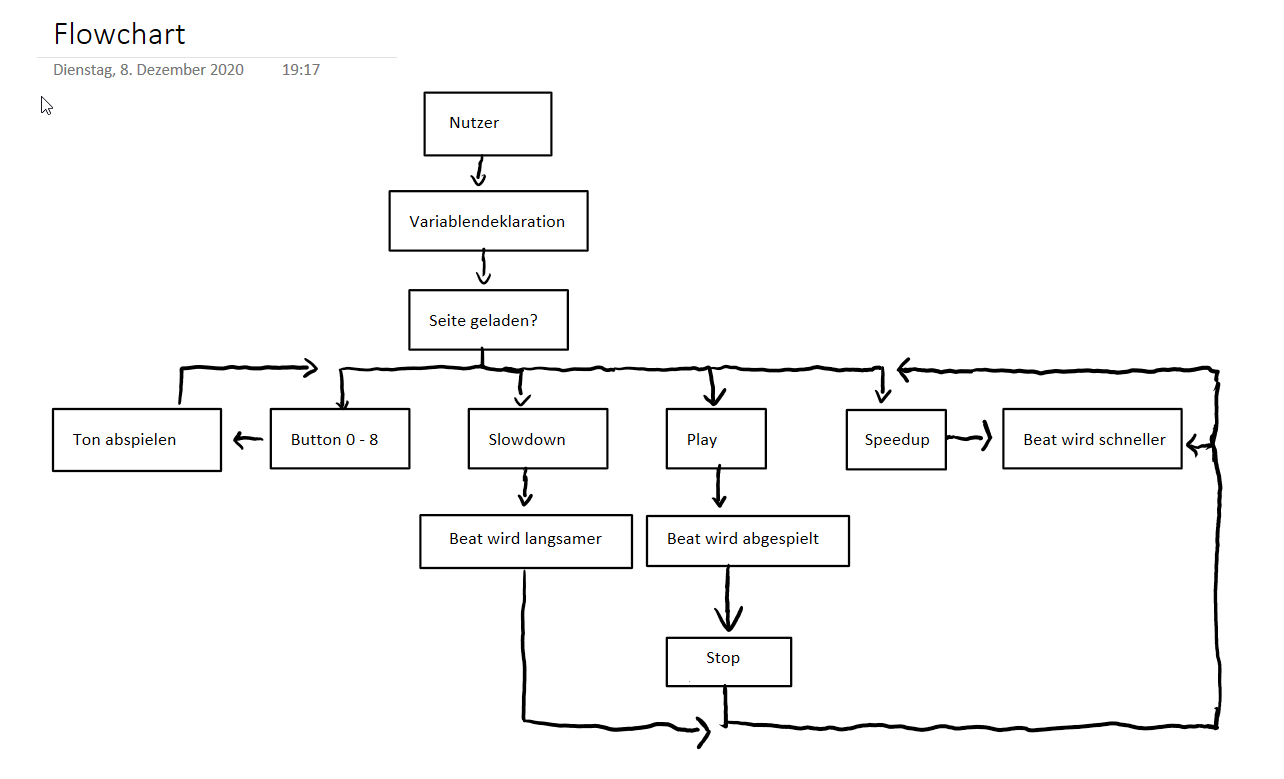 Flowchart
Dienstag, 8. Dezember 2020 19:17
Nutzer
Variablendeklaration
Seite geladen?
Ton abspielen
Button 0 - 8
Slowdown
Play
Speedup
Beat wird schneller
Beat wird langsamer
Beat wird abgespielt
Stop